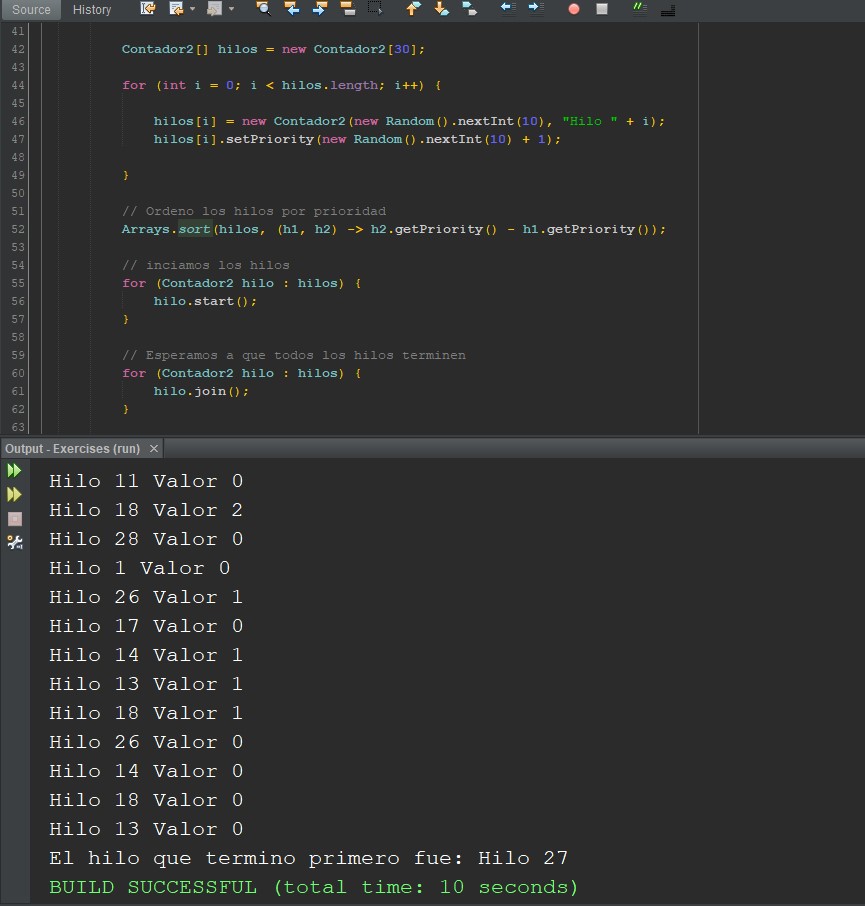 Source History
41
42 Contador2[] hilos = new Contador2[30];
43
44 for (int i = 0; i < hilos.length; i++) {
45
46 hilos[i] = new Contador2(new Random().nextInt(10), "Hilo " + i);
47 hilos[i].setPriority(new Random().nextInt(10) + 1);
48
49 }
50
51 // Ordeno los hilos por prioridad
52 Arrays.sort(hilos, (h1, h2) -> h2.getPriority() - h1.getPriority());
53
54 // inciamos los hilos
55 for (Contador2 hilo : hilos) {
56 hilo.start();
57 }
58
59 // Esperamos a que todos los hilos terminen
60 for (Contador2 hilo : hilos) {
61 hilo.join();
62 }
63
Output - Exercises (run) ×
Hilo 11 Valor 0
Hilo 18 Valor 2
Hilo 28 Valor 0
Hilo 1 Valor 0
Hilo 26 Valor 1
Hilo 17 Valor 0
Hilo 14 Valor 1
Hilo 13 Valor 1
Hilo 18 Valor 1
Hilo 26 Valor 0
Hilo 14 Valor 0
Hilo 18 Valor 0
Hilo 13 Valor 0
El hilo que termino primero fue: Hilo 27
BUILD SUCCESSFUL (total time: 10 seconds)